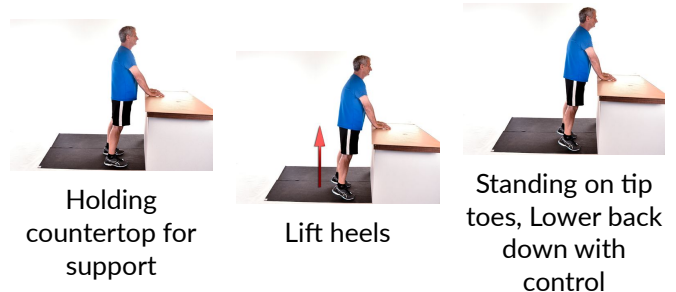 Holding
countertop for
support
Lift heels
Standing on tip
toes, Lower back
down with
control